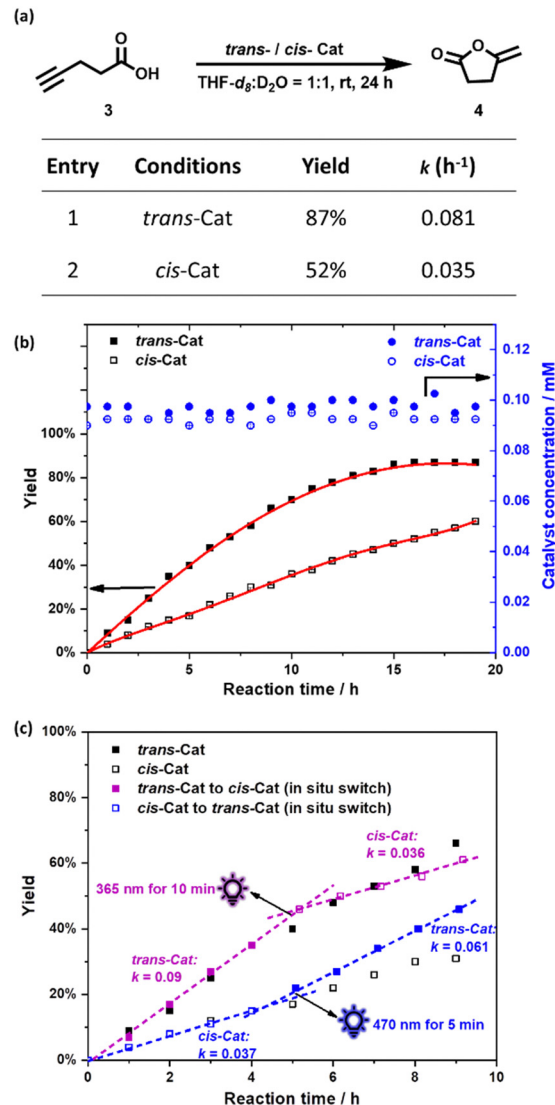 (a)
O
OH
3
trans- / cis- Cat
THF-d8:D2O = 1:1, rt, 24 h
O
O
4
Entry Conditions Yield k (h-1)
1 trans-Cat 87% 0.081
2 cis-Cat 52% 0.035
(b)
trans-Cat
cis-Cat
trans-Cat
cis-Cat
80%
60%
40%
20%
0%
Yield
0.12
0.10
0.08
0.06
0.04
0.02
0.00
Catalyst concentration / mM
0 5 10 15 20
Reaction time / h
(c)
100%
80%
60%
40%
20%
0%
Yield
trans-Cat
cis-Cat
trans-Cat to cis-Cat (in situ switch)
cis-Cat to trans-Cat (in situ switch)
cis-Cat:
k = 0.036
365 nm for 10 min
trans-Cat:
k = 0.061
trans-Cat:
k = 0.09
cis-Cat:
k = 0.037
470 nm for 5 min
0 2 4 6 8 10
Reaction time / h